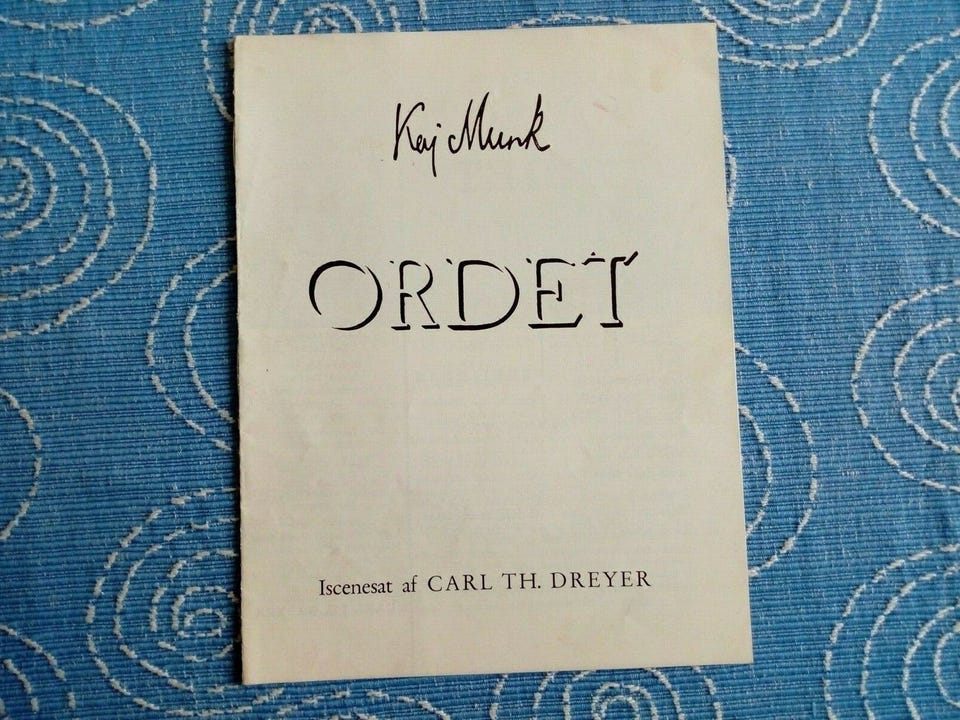 Kaj Munk
ORDET
Iscenesat af CARL TH. DREYER